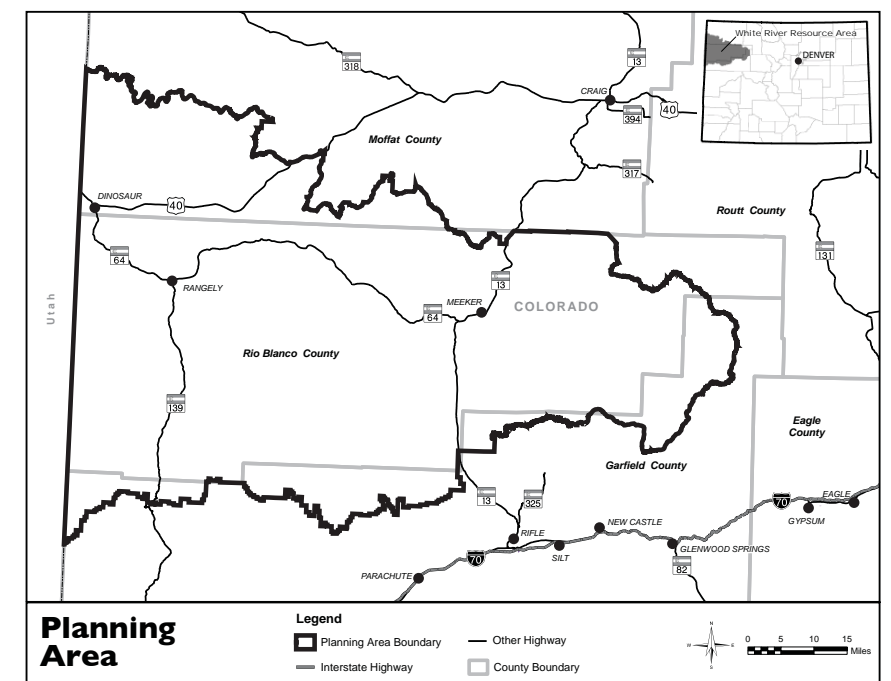 White River Resource Area
DENVER
318
13
CRAIG
40
394
Moffat County
317
DINOSAUR
40
Routt County
64
131
RANGELY
13
MEEKER
COLORADO
64
Utah
Rio Blanco County
139
Eagle
County
Garfield County
13
325
70
EAGLE
GYPSUM
NEW CASTLE
RIFLE
SILT
GLENWOOD SPRINGS
70
82
PARACHUTE
Planning
Area
Legend
Planning Area Boundary
Other Highway
Interstate Highway
County Boundary
N
W
E
S
0 5 10 15
Miles